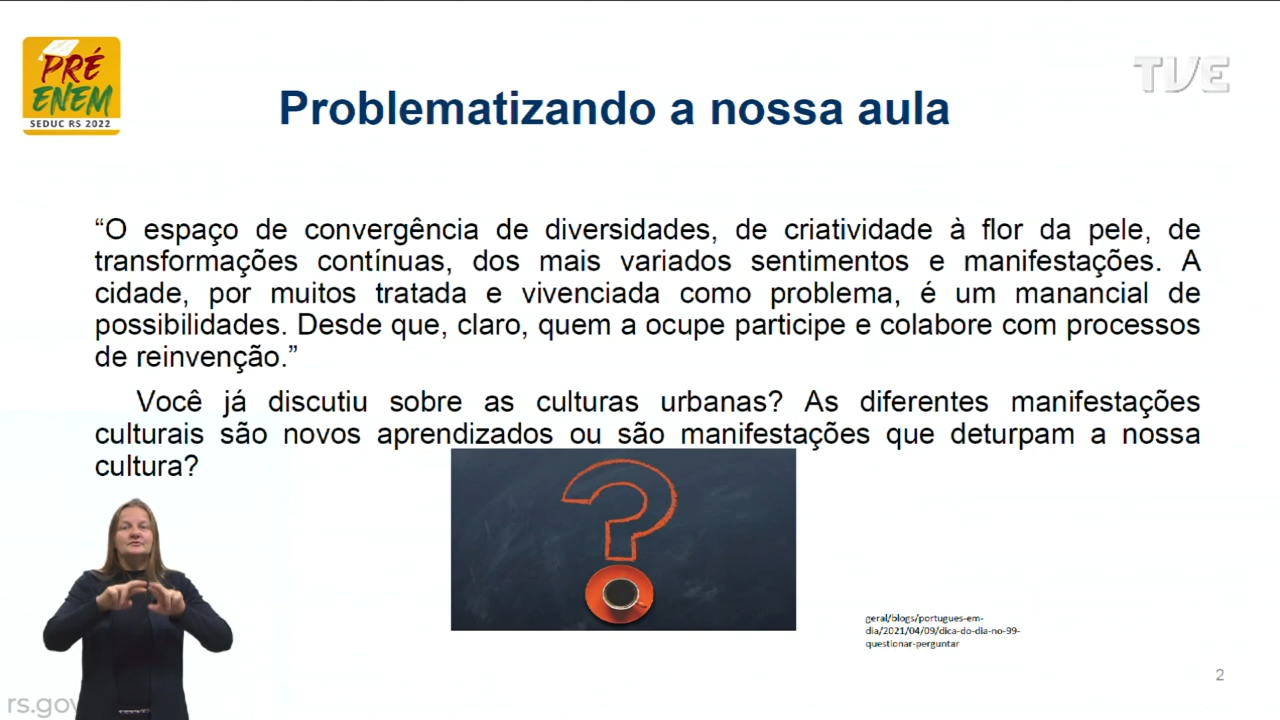 PRÉ
ENEM
SEDUC RS 2022
TVE
Problematizando a nossa aula
“O espaço de convergência de diversidades, de criatividade à flor da pele, de
transformações contínuas, dos mais variados sentimentos e manifestações. A
cidade, por muitos tratada e vivenciada como problema, é um manancial de
possibilidades. Desde que, claro, quem a ocupe participe e colabore com processos
de reinvenção.”
Você já discutiu sobre as culturas urbanas? As diferentes manifestações
culturais são novos aprendizados ou são manifestações que deturpam a nossa
cultura?
?
geral/blogs/portugues-em-
dia/2021/04/09/dica-do-dia-no-99-
questionar-perguntar
2
rs.gov